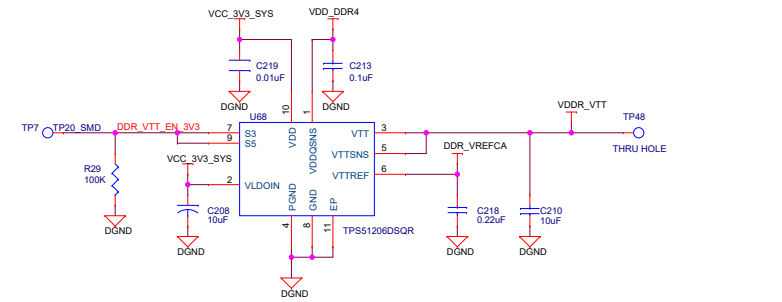 VCC_3V3_SYS
VDD_DDR4
C219
0.01uF
C213
0.1uF
DGND
DGND
U68
10
1
VDDR_VTT
TP7
TP20_SMD
DDR_VTT_EN_3V3
7
S3
9
S5
VDD
VDDQSNS
VTT
3
TP48
THRU HOLE
VTTSNS
5
DDR_VREFCA
VCC_3V3_SYS
R29
100K
2
VLDOIN
VTTREF
6
PGND
GND
EP
C208
10uF
4
8
11
TPS51206DSQR
C218
0.22uF
C210
10uF
DGND
DGND
DGND
DGND
DGND